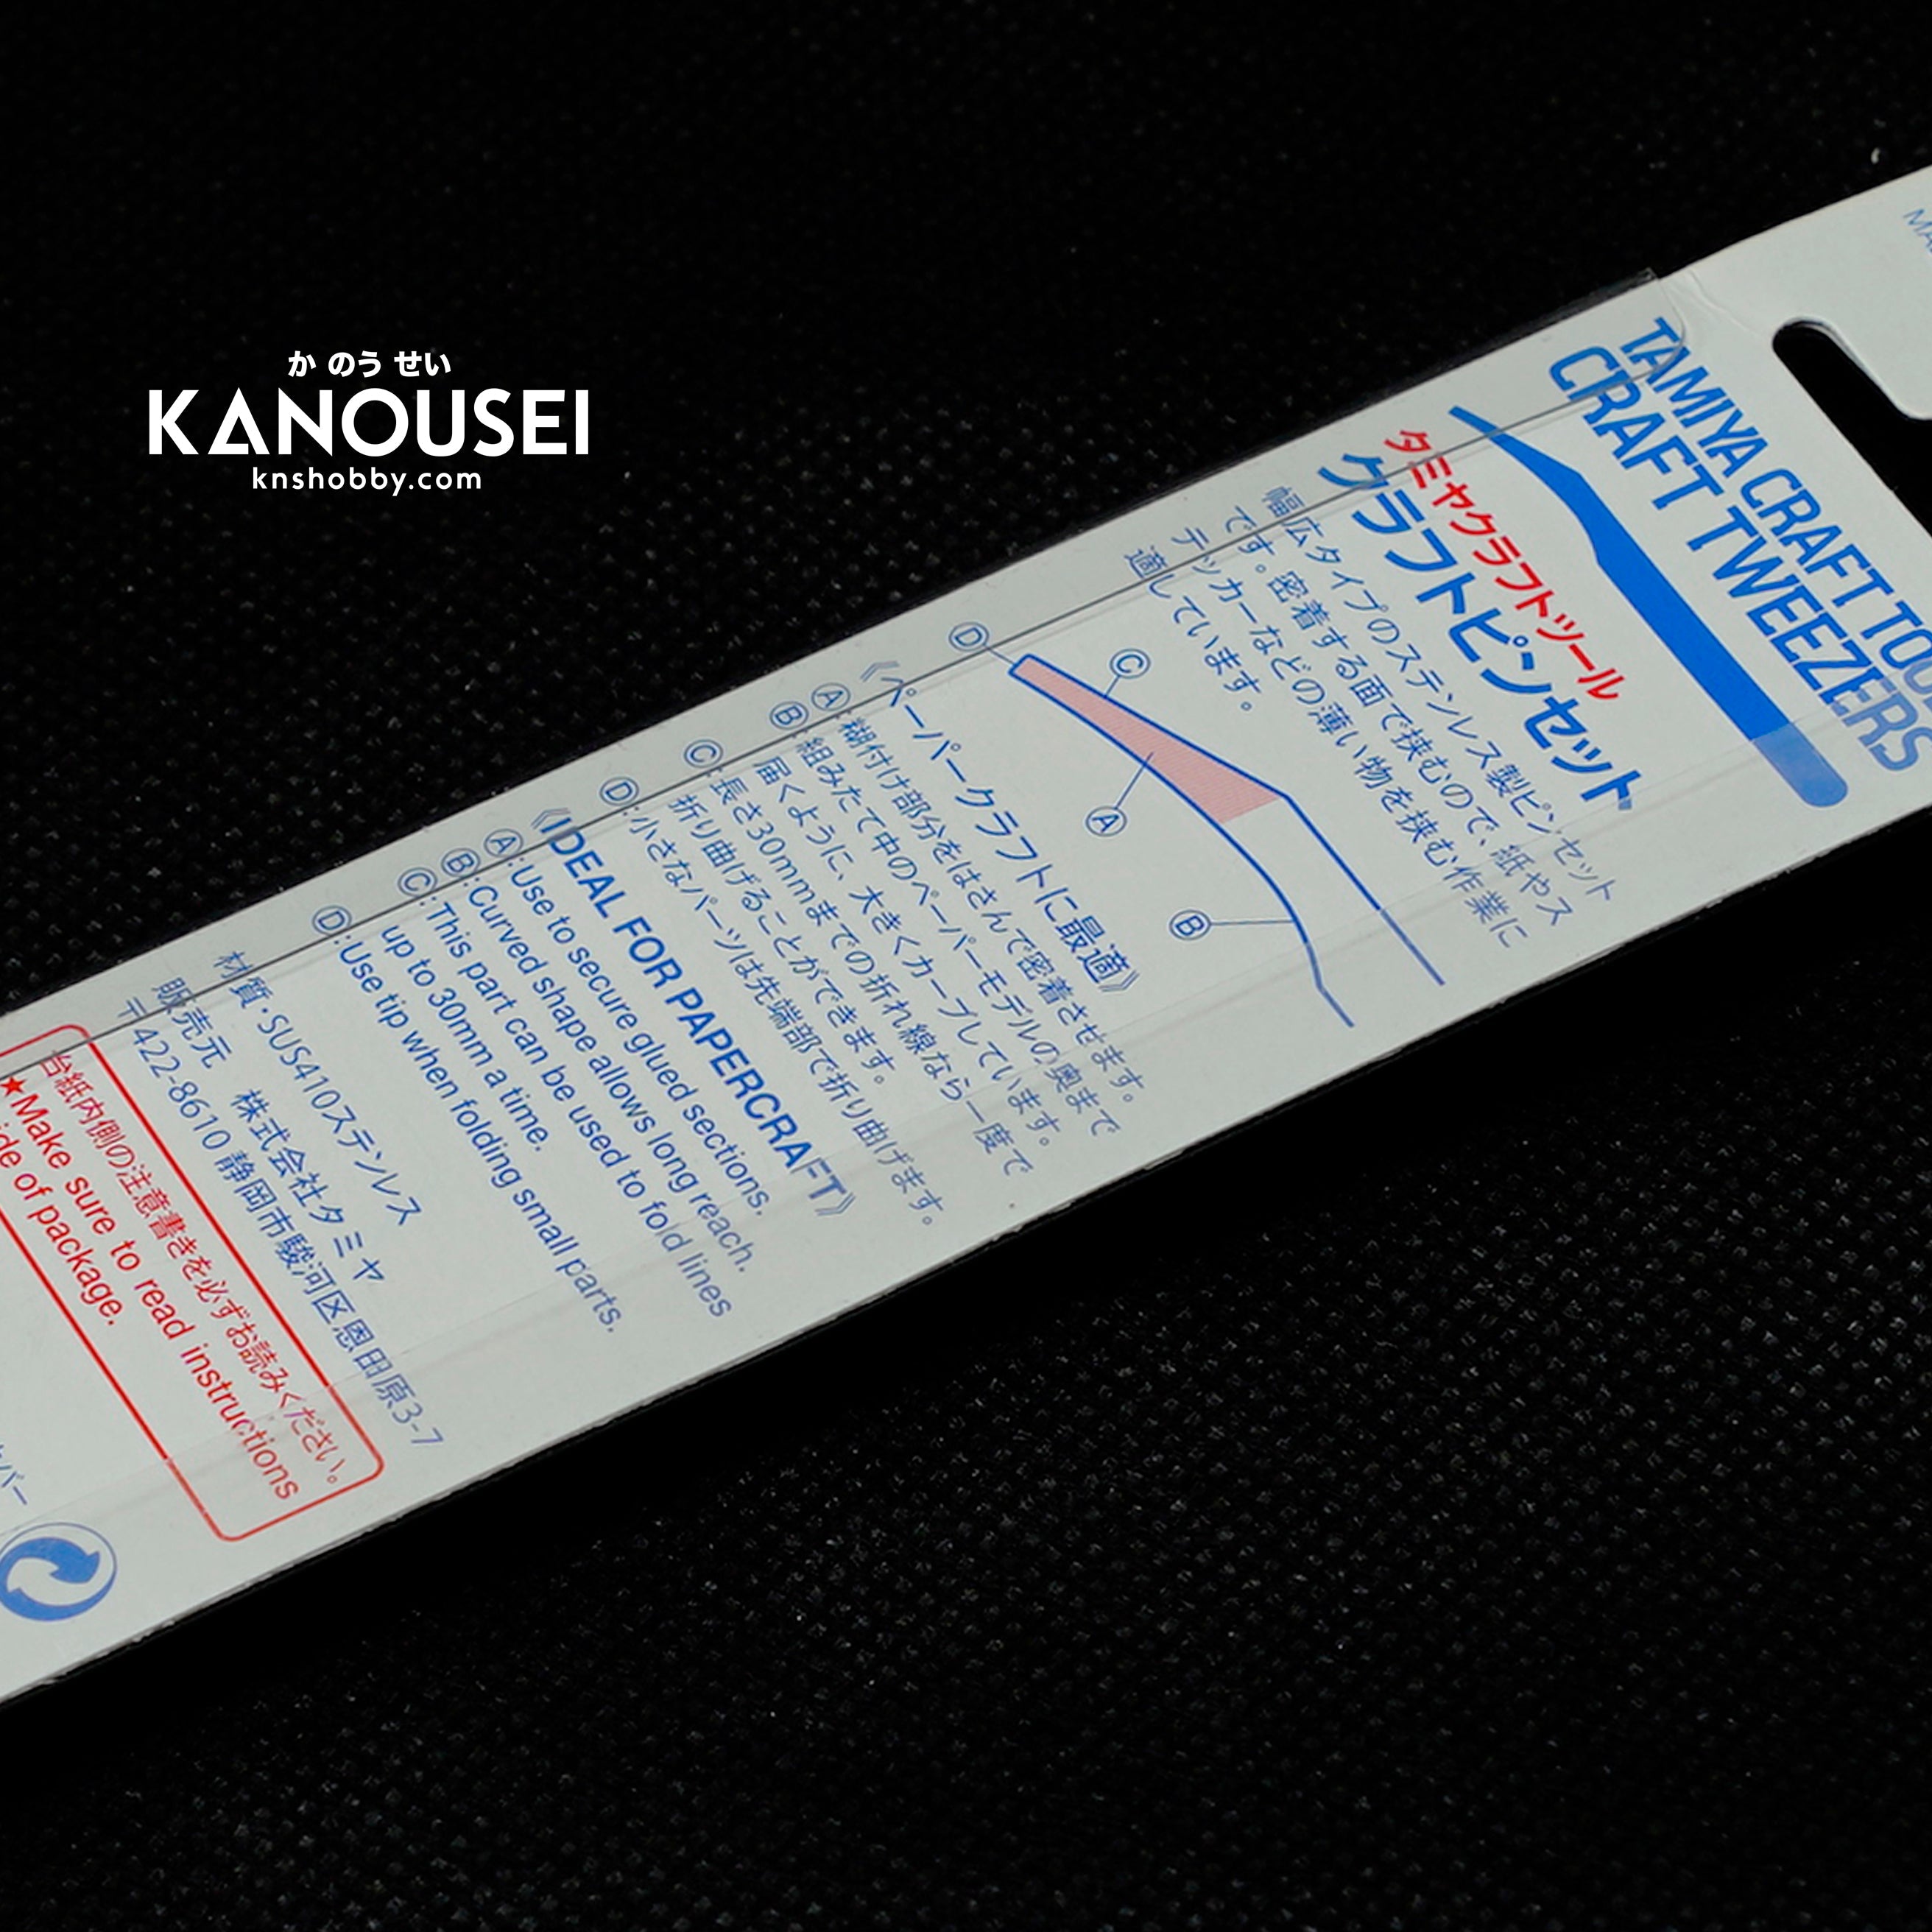 か のう せい
KANOUSEI
knshobby.com
TAMIYA CRAFT
CRAFT TWEEZERS
タミヤクラフトツール
クラフトピンセット
幅広タイプのステンレス製ピンセット
です。密着する面で挟むので、紙やス
テッカーなどの薄い物を挟む作業に
適しています。
D
C
A
B
《ペーパークラフトに最適》
Ⓐ:糊付け部分をはさんで密着させます。
Ⓑ:組みたて中のペーパーモデルの奥まで
届くように、大きくカーブしています。
Ⓒ:長さ30mmまでの折れ線なら一度で
折り曲げることができます。
Ⓓ:小さなパーツは先端部で折り曲げます。
《IDEAL FOR PAPERCRAFT》
Ⓐ:Use to secure glued sections.
Ⓑ:Curved shape allows long reach.
Ⓒ:This part can be used to fold lines
up to 30mm a time.
Ⓓ:Use tip when folding small parts.
材質・SUS410ステンレス
販売元 株式会社タミヤ
〒422-8610 静岡市駿河区恩田原3-7
台紙内側の注意書きを必ずお読みください。
★Make sure to read instructions
of package.